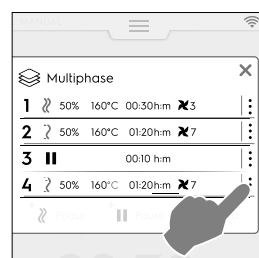 MANUAL
Multiphase
1 50% 160°C 00:30h:m 3
2 50% 160°C 01:20h:m 7
3 00:10 h:m
4 50% 160°C 01:20h:m 7
Phase Pause